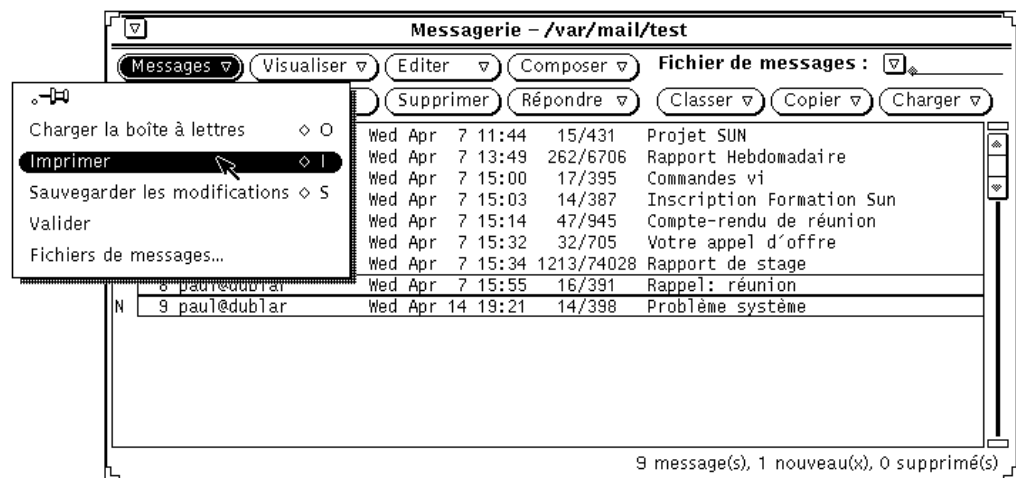 Messagerie – /var/mail/test
Messages Visualiser Editer Composer Fichier de messages :
Supprimer Répondre Classer Copier Charger
Charger la boîte à lettres ◇ O
Imprimer ◇ I
Sauvegarder les modifications ◇ S
Valider
Fichiers de messages...
Wed Apr 7 11:44 15/431 Projet SUN
Wed Apr 7 13:49 262/6706 Rapport Hebdomadaire
Wed Apr 7 15:00 17/395 Commandes vi
Wed Apr 7 15:03 14/387 Inscription Formation Sun
Wed Apr 7 15:14 47/945 Compte-rendu de réunion
Wed Apr 7 15:32 32/705 Votre appel d´offre
Wed Apr 7 15:34 1213/74028 Rapport de stage
8 paul@dublar Wed Apr 7 15:55 16/391 Rappel: réunion
N 9 paul@dublar Wed Apr 14 19:21 14/398 Problème système
9 message(s), 1 nouveau(x), 0 supprimé(s)